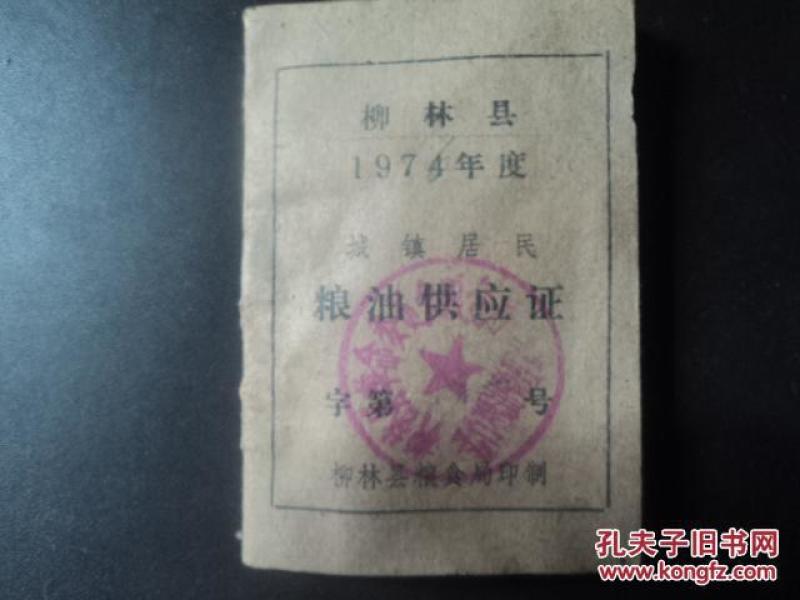 柳林县
1974年度
城镇居民
粮油供应证
字第 号
柳林县粮食局印制
孔夫子旧书网
www.kongfz.com